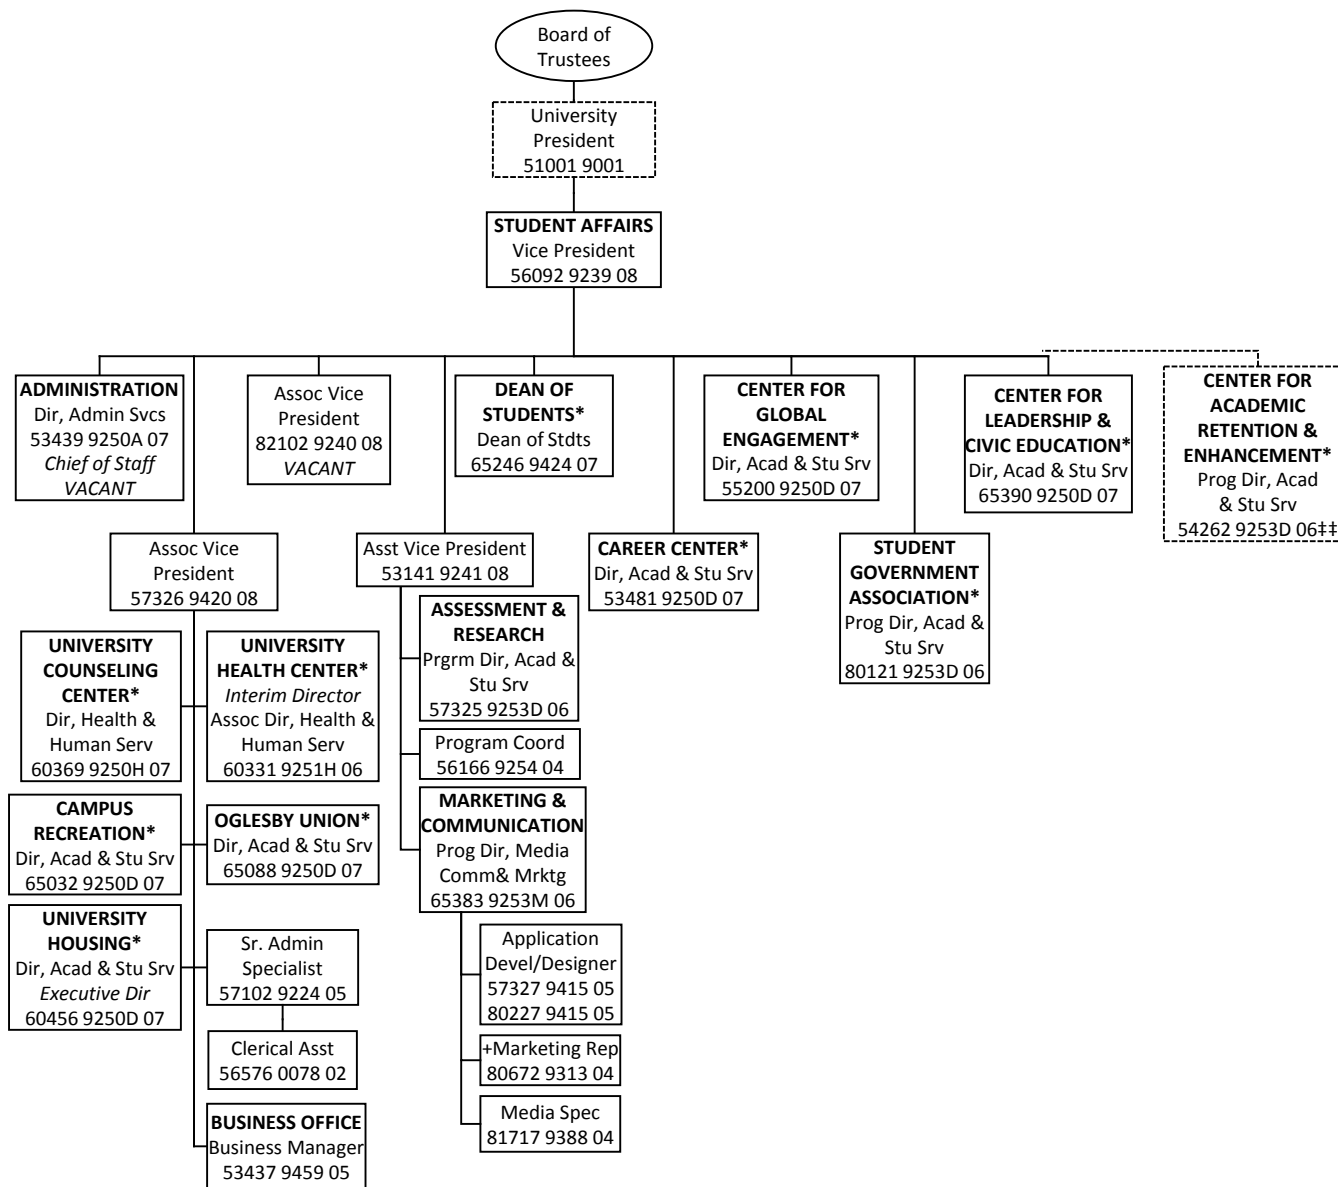 Board of
Trustees
University
President
51001 9001
STUDENT AFFAIRS
Vice President
56092 9239 08
ADMINISTRATION
Dir, Admin Svcs
53439 9250A 07
Chief of Staff
VACANT
Assoc Vice
President
82102 9240 08
VACANT
DEAN OF
STUDENTS*
Dean of Stdts
65246 9424 07
CENTER FOR
GLOBAL
ENGAGEMENT*
Dir, Acad & Stu Srv
55200 9250D 07
CENTER FOR
LEADERSHIP &
CIVIC EDUCATION*
Dir, Acad & Stu Srv
65390 9250D 07
CENTER FOR
ACADEMIC
RETENTION &
ENHANCEMENT*
Prog Dir, Acad
& Stu Srv
54262 9253D 06‡‡
Assoc Vice
President
57326 9420 08
Asst Vice President
53141 9241 08
CAREER CENTER*
Dir, Acad & Stu Srv
53481 9250D 07
STUDENT
GOVERNMENT
ASSOCIATION*
Prog Dir, Acad &
Stu Srv
80121 9253D 06
UNIVERSITY
COUNSELING
CENTER*
Dir, Health &
Human Serv
60369 9250H 07
UNIVERSITY
HEALTH CENTER*
Interim Director
Assoc Dir, Health &
Human Serv
60331 9251H 06
ASSESSMENT &
RESEARCH
Prgrm Dir, Acad &
Stu Srv
57325 9253D 06
Program Coord
56166 9254 04
CAMPUS
RECREATION*
Dir, Acad & Stu Srv
65032 9250D 07
OGLESBY UNION*
Dir, Acad & Stu Srv
65088 9250D 07
MARKETING &
COMMUNICATION
Prog Dir, Media
Comm& Mrktg
65383 9253M 06
UNIVERSITY
HOUSING*
Dir, Acad & Stu Srv
Executive Dir
60456 9250D 07
Sr. Admin
Specialist
57102 9224 05
Application
Devel/Designer
57327 9415 05
80227 9415 05
Clerical Asst
56576 0078 02
+Marketing Rep
80672 9313 04
BUSINESS OFFICE
Business Manager
53437 9459 05
Media Spec
81717 9388 04